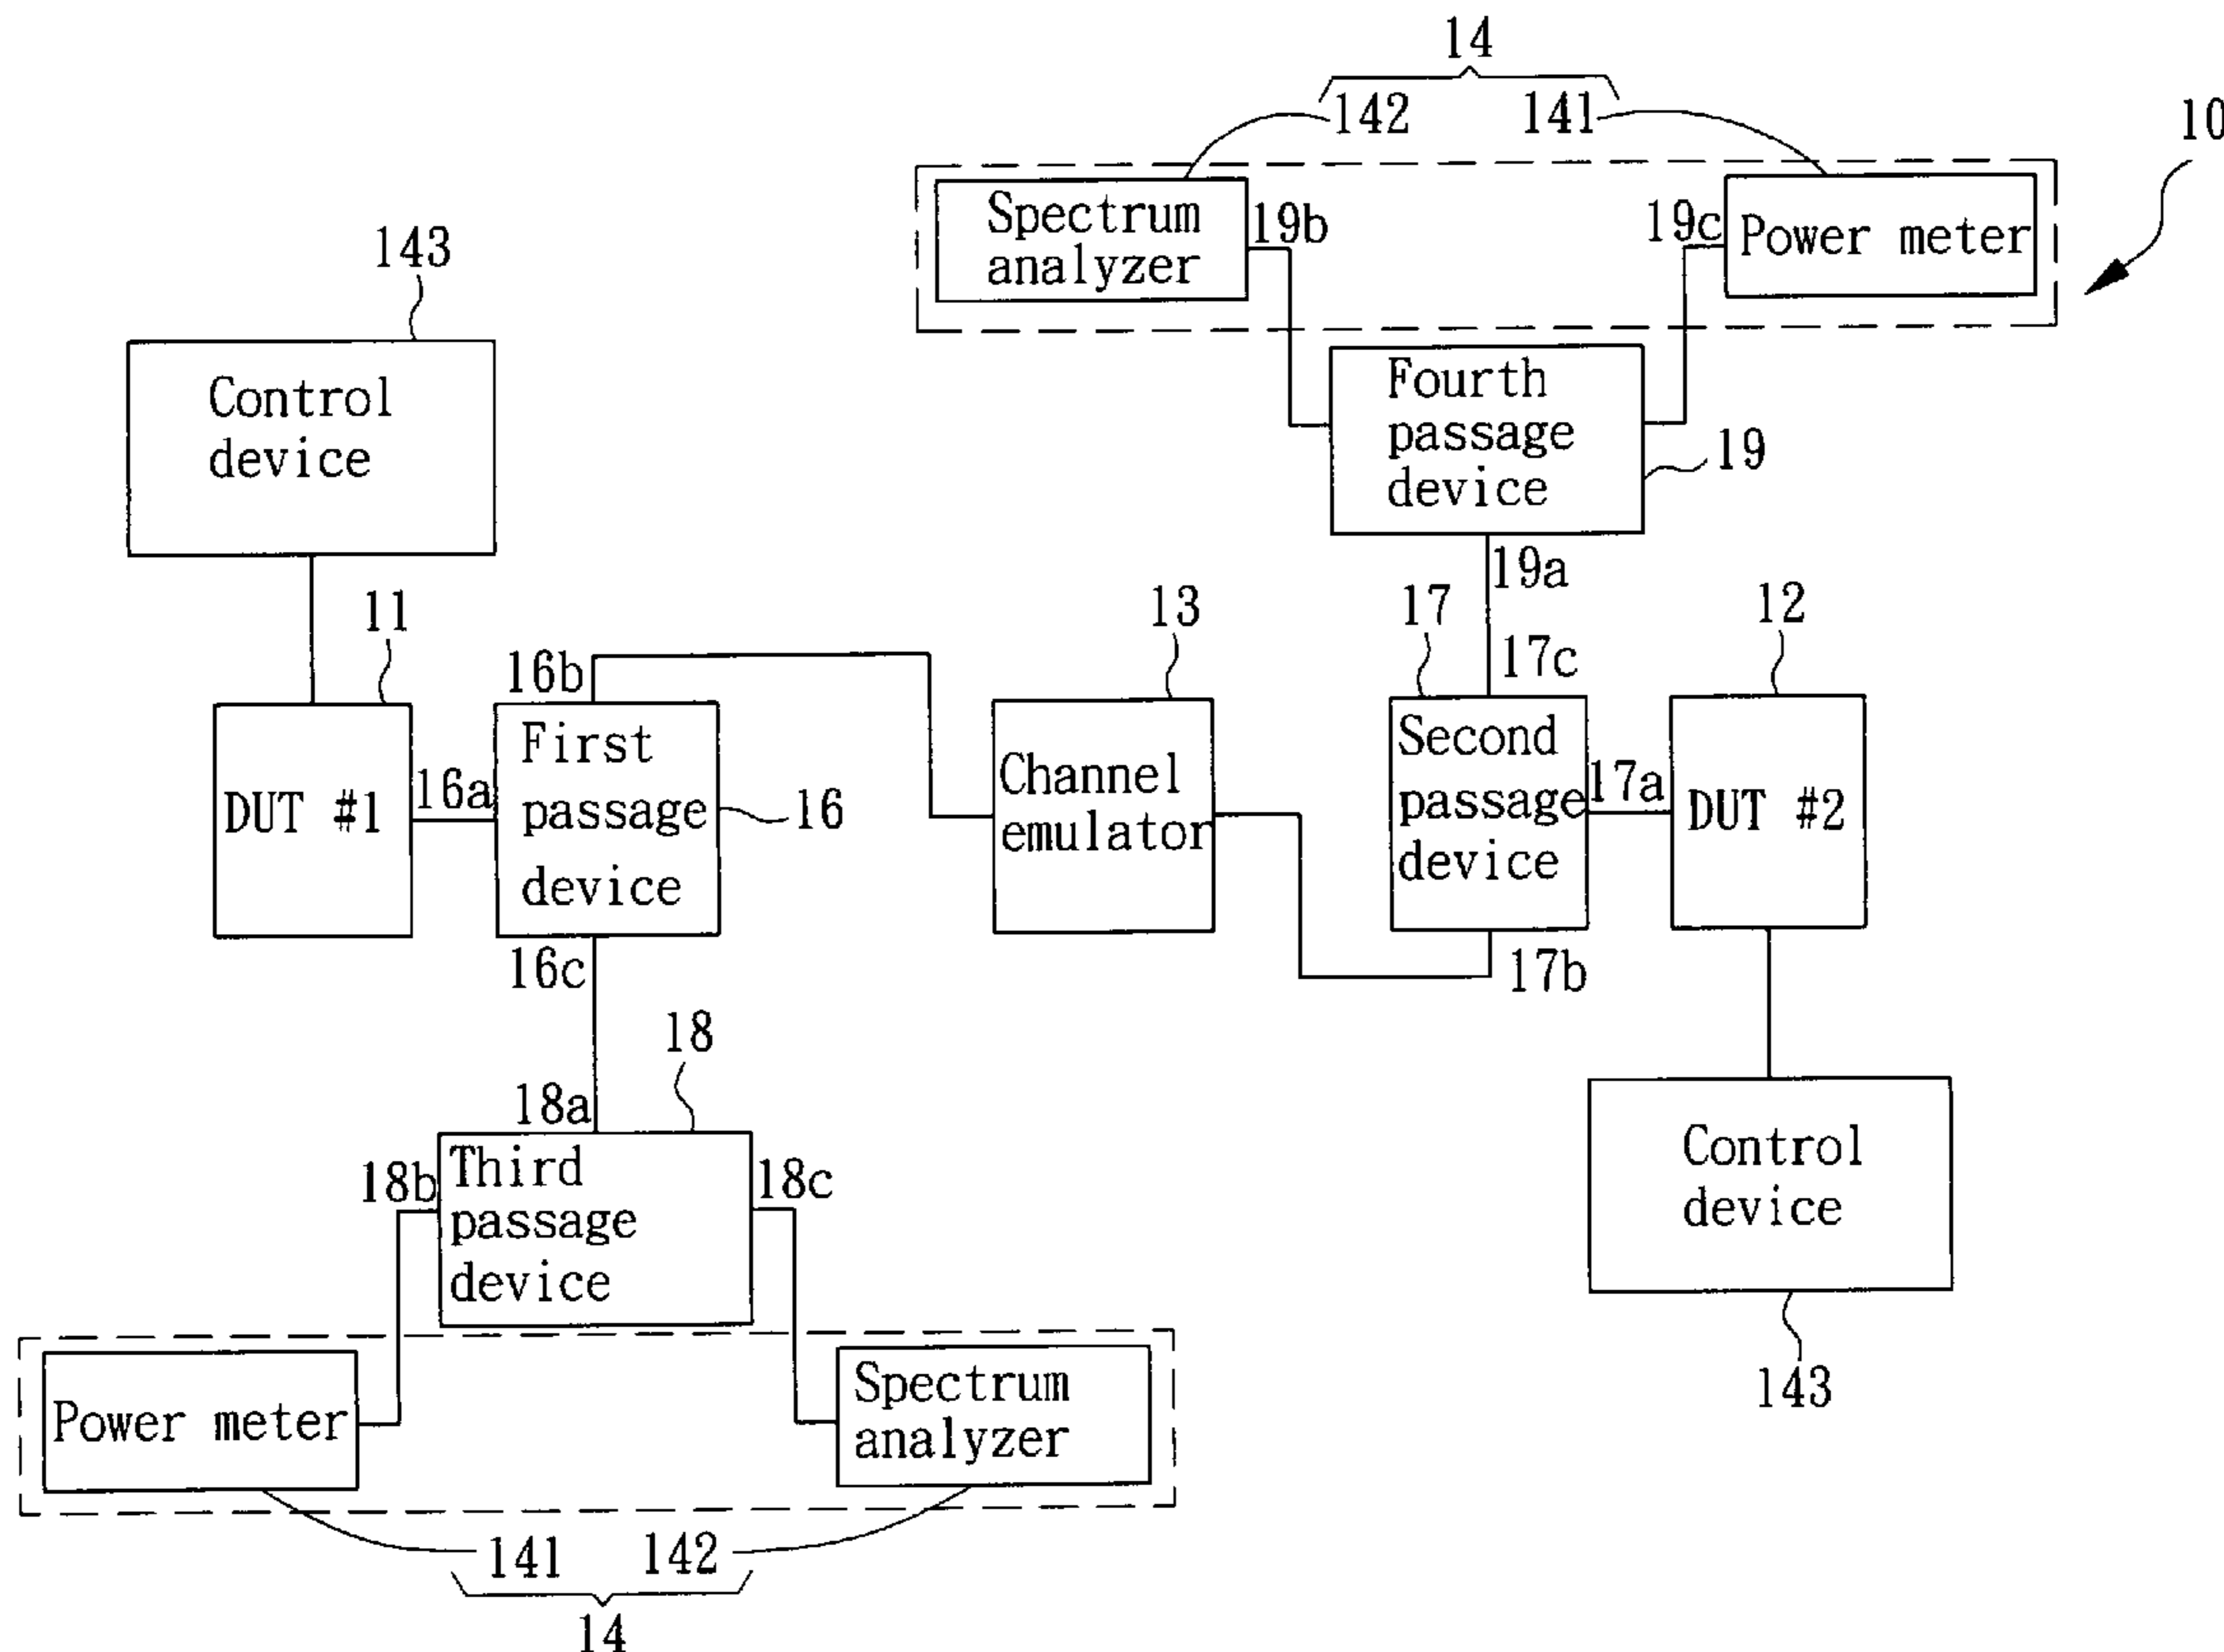 14
142
141
10
Spectrum
analyzer
19b
19c
Power meter
143
Control
device
Fourth
passage
device
19
19a
11
16b
13
17
17c
12
DUT #1
16a
First
passage
device
16
Channel
emulator
Second
passage
device
17a
DUT #2
16c
17b
18
18a
18b
Third
passage
device
18c
Control
device
143
Power meter
Spectrum
analyzer
141
142
14